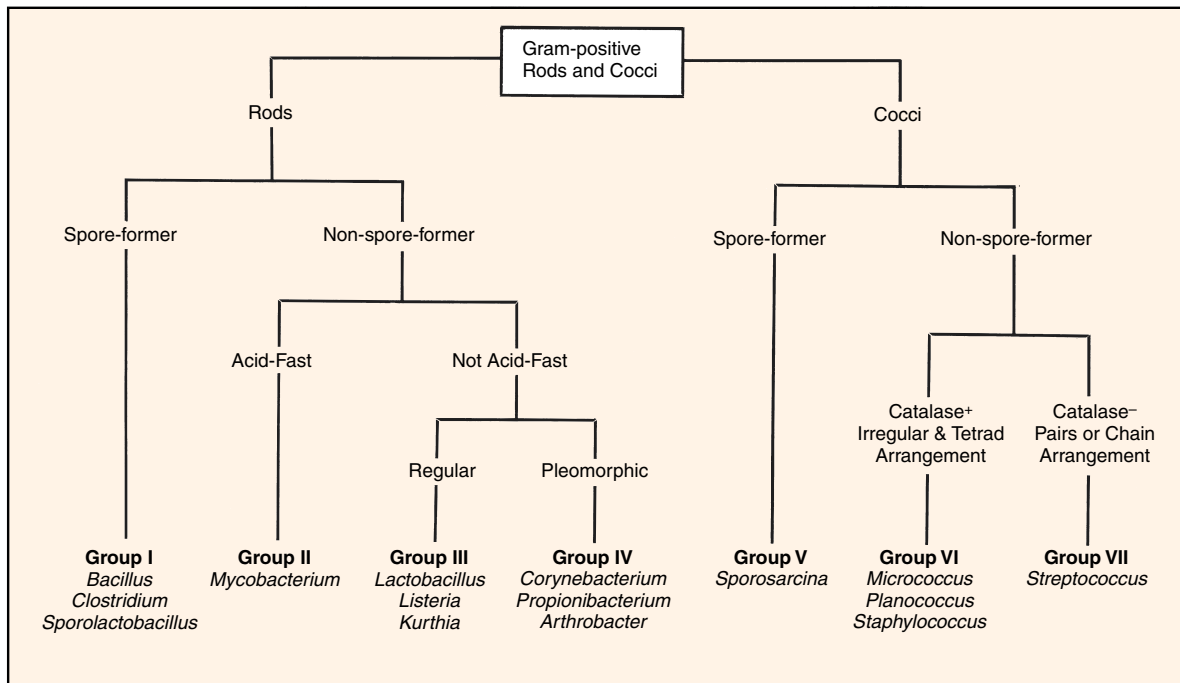 Gram-positive
Rods and Cocci
Rods
Cocci
Spore-former
Non-spore-former
Spore-former
Non-spore-former
Acid-Fast
Not Acid-Fast
Catalase⁺
Irregular & Tetrad
Arrangement
Catalase⁻
Pairs or Chain
Arrangement
Regular
Pleomorphic
Group I
Bacillus
Clostridium
Sporolactobacillus
Group II
Mycobacterium
Group III
Lactobacillus
Listeria
Kurthia
Group IV
Corynebacterium
Propionibacterium
Arthrobacter
Group V
Sporosarcina
Group VI
Micrococcus
Planococcus
Staphylococcus
Group VII
Streptococcus